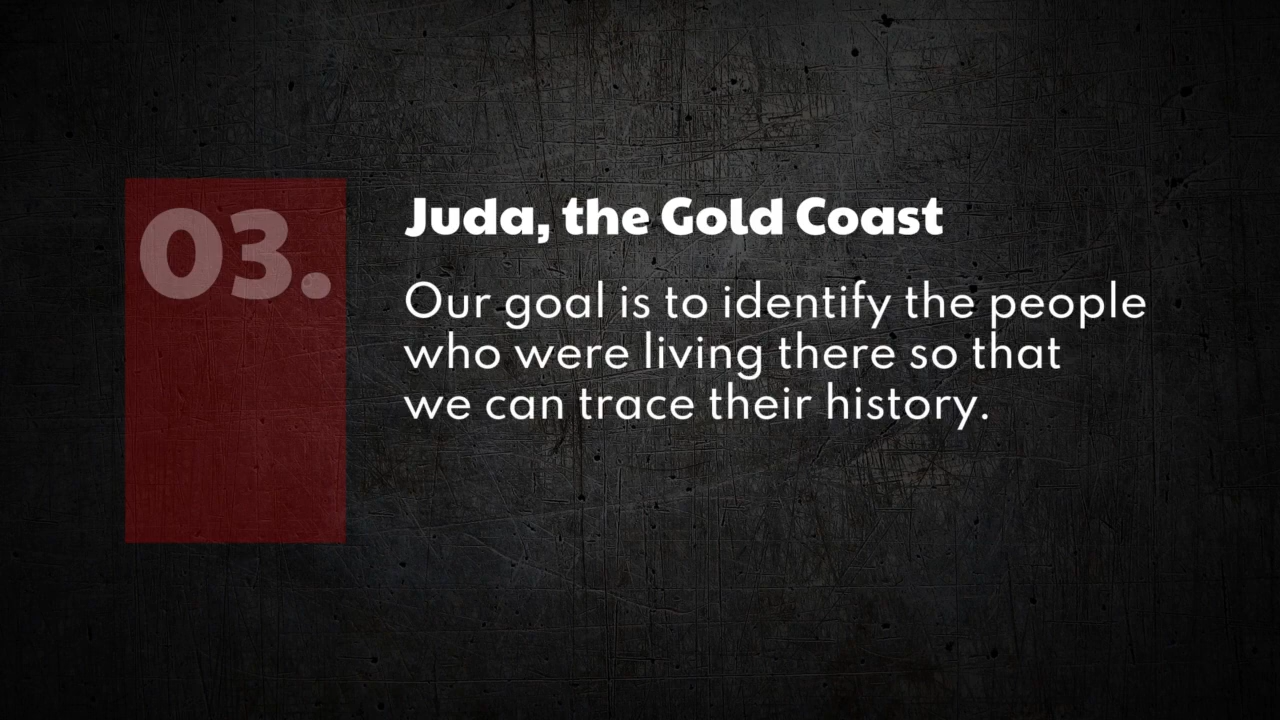 03.
Juda, the Gold Coast
Our goal is to identify the people
who were living there so that
we can trace their history.